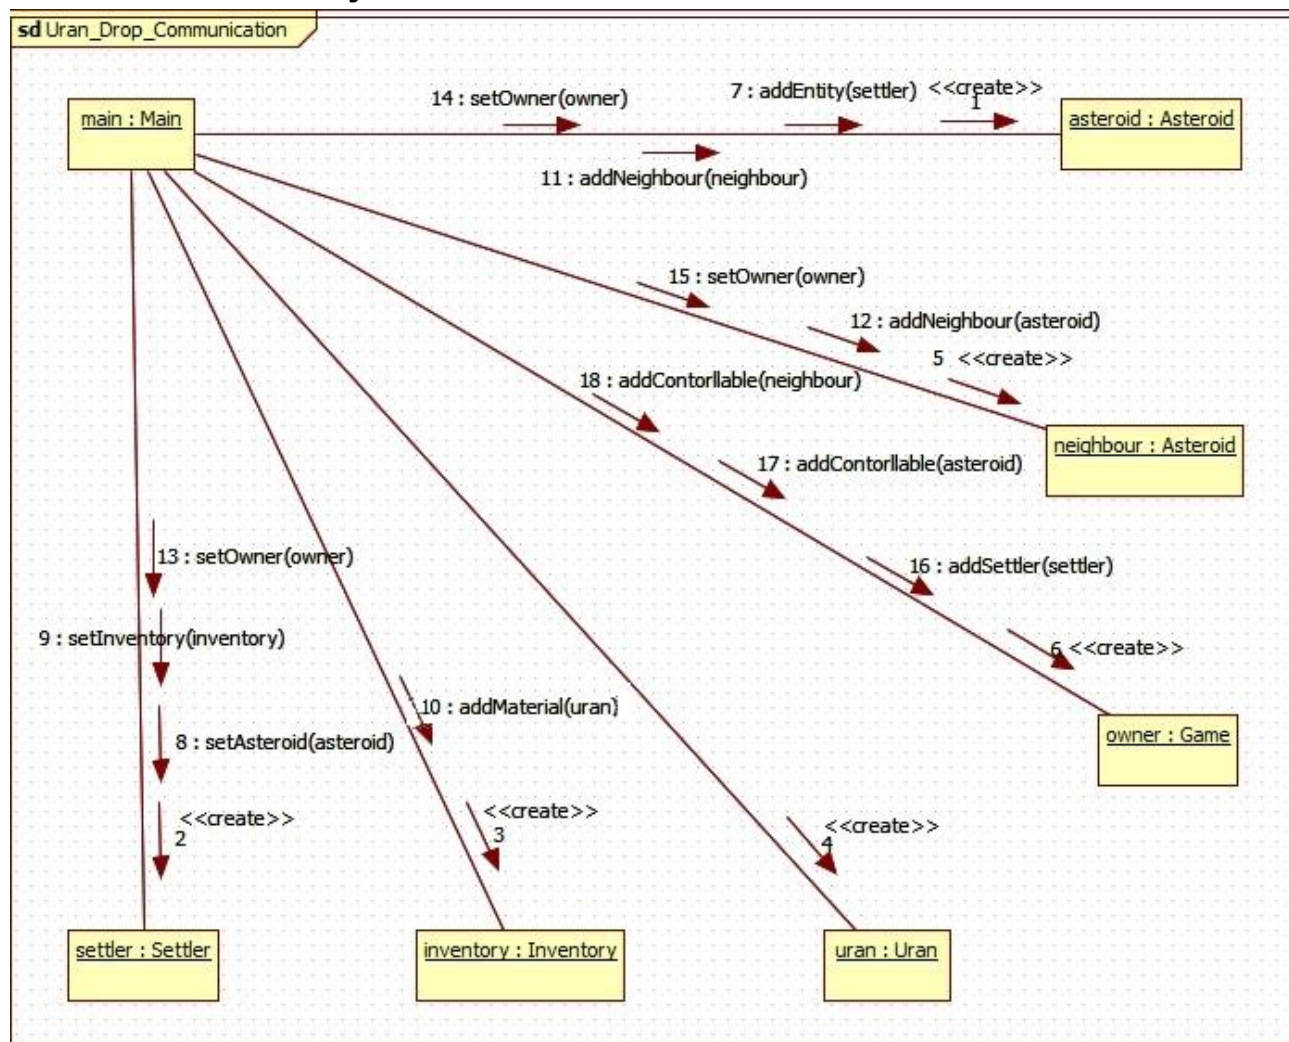 sd Uran_Drop_Communication
14 : setOwner(owner)
7 : addEntity(settler)
<<create>>
1
main : Main
asteroid : Asteroid
11 : addNeighbour(neighbour)
15 : setOwner(owner)
12 : addNeighbour(asteroid)
5 <<create>>
18 : addContorllable(neighbour)
neighbour : Asteroid
17 : addContorllable(asteroid)
13 : setOwner(owner)
16 : addSettler(settler)
9 : setInventory(inventory)
6 <<create>>
10 : addMaterial(uran)
owner : Game
8 : setAsteroid(asteroid)
<<create>>
2
<<create>>
3
<<create>>
4
settler : Settler
inventory : Inventory
uran : Uran